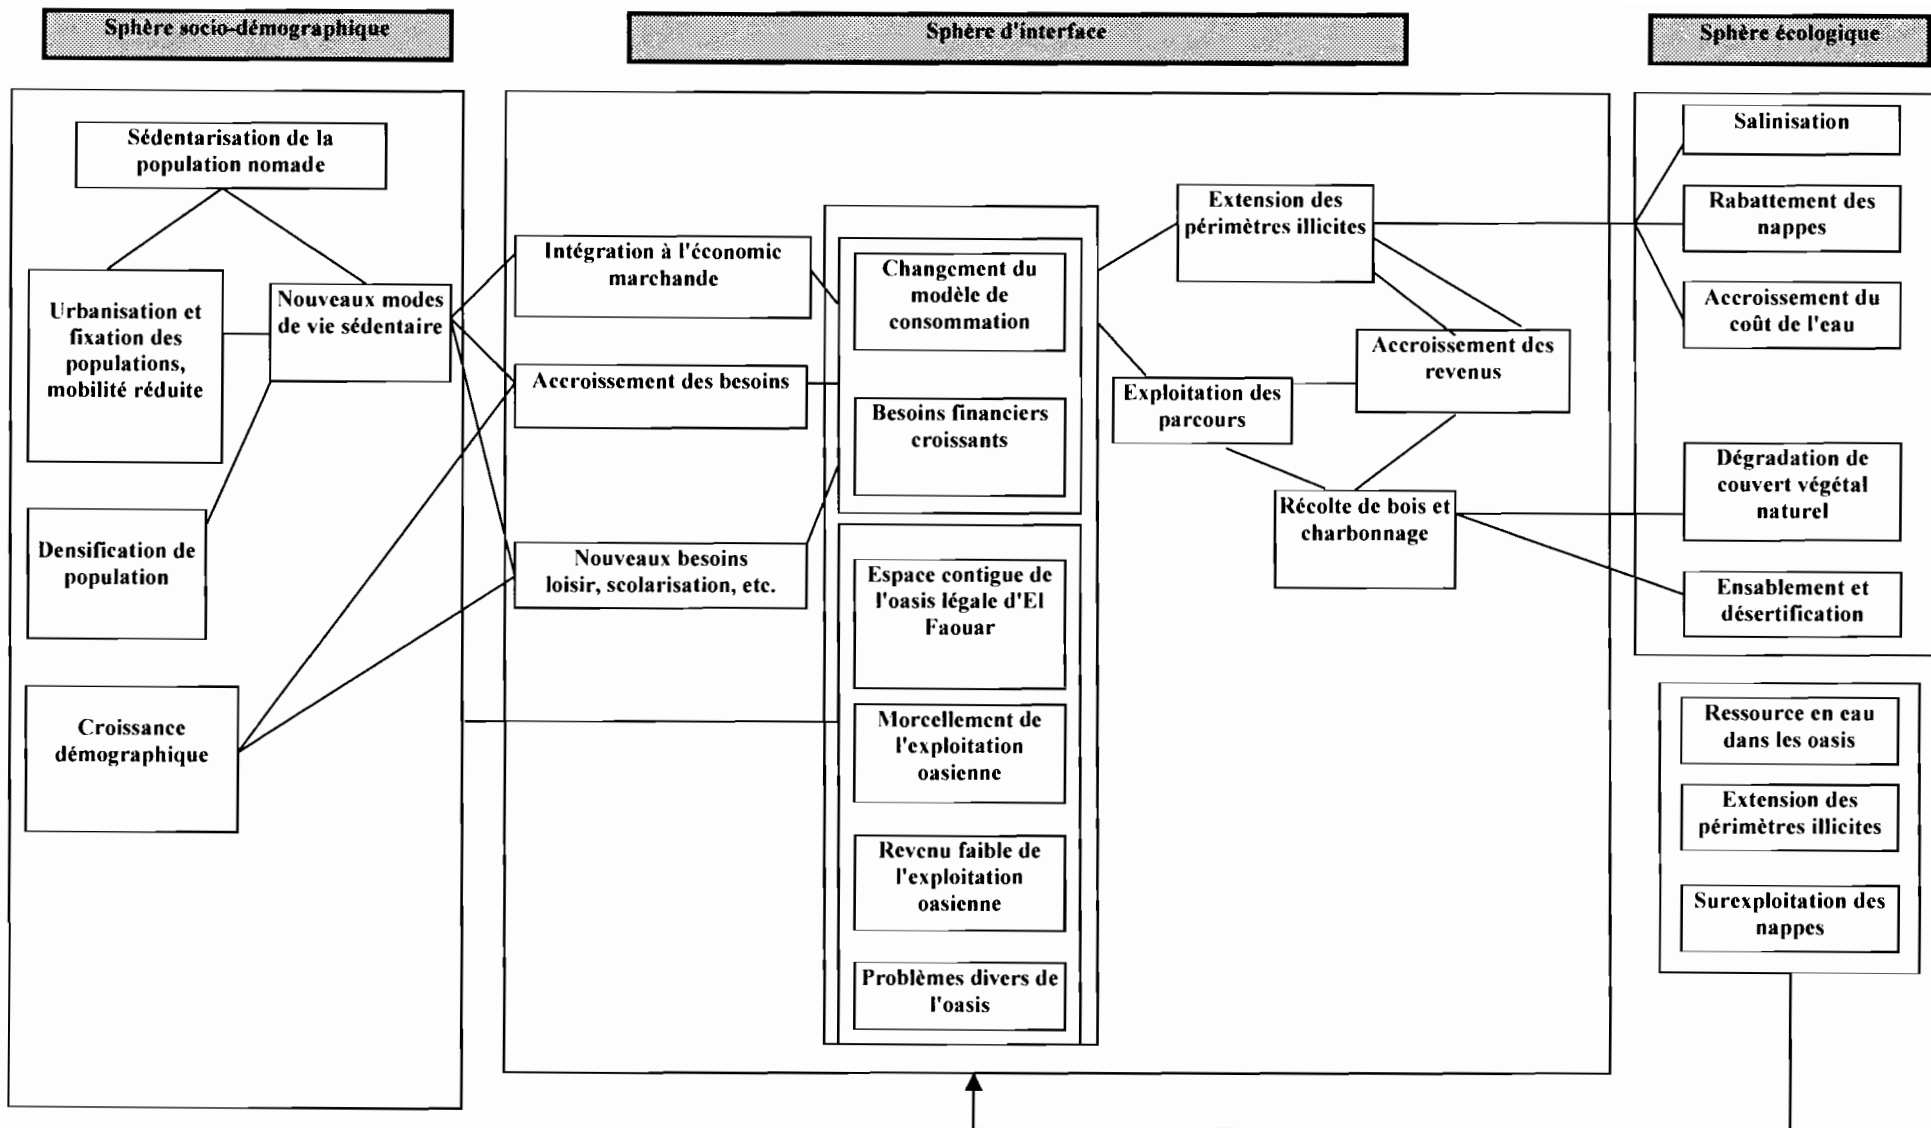 Sphère socio-démographique
Sphère d'interface
Sphère écologique
Sédentarisation de la
population nomade
Urbanisation et
fixation des
populations,
mobilité réduite
Nouveaux modes
de vie sédentaire
Densification de
population
Croissance
démographique
Intégration à l'économic
marchande
Accroissement des besoins
Nouveaux besoins
loisir, scolarisation, etc.
Changement du
modèle de
consommation
Besoins financiers
croissants
Espace contigue de
l'oasis légale d'El
Faouar
Morcellement de
l'exploitation
oasienne
Revenu faible de
l'exploitation
oasienne
Problèmes divers de
l'oasis
Extension des
périmètres illicites
Accroissement des
revenus
Exploitation des
parcours
Récolte de bois et
charbonnage
Salinisation
Rabattement des
nappes
Accroissement du
coût de l'eau
Dégradation de
couvert végétal
naturel
Ensablement et
désertification
Ressource en eau
dans les oasis
Extension des
périmètres illicites
Surexploitation des
nappes